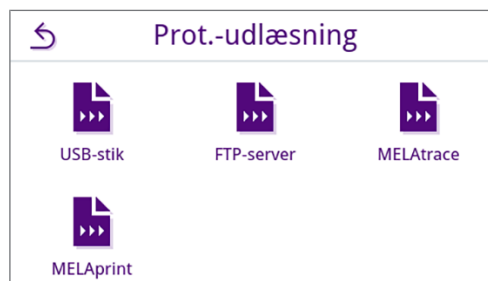 Prot.-udlæsning
USB-stik
FTP-server
MELAtrace
MELAprint